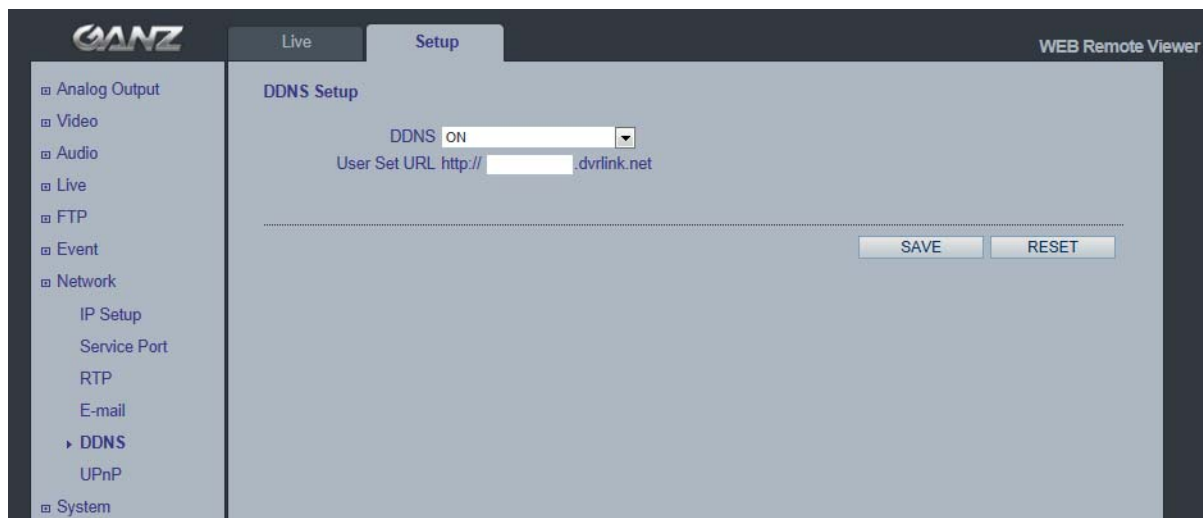 GANZ
Live
Setup
WEB Remote Viewer
Analog Output
Video
Audio
Live
FTP
Event
Network
IP Setup
Service Port
RTP
E-mail
DDNS
UPnP
System
DDNS Setup
DDNS ON
User Set URL http:// .dvrlink.net
SAVE RESET